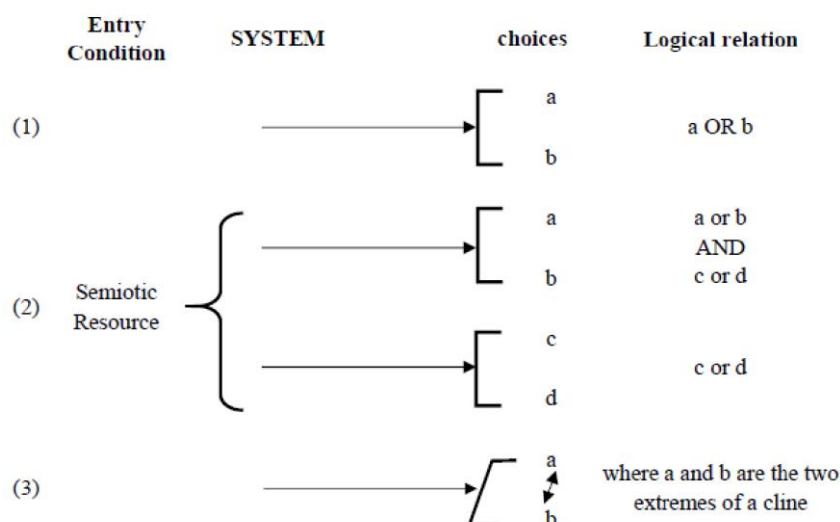 Entry
Condition
SYSTEM
choices
Logical relation
(1)
a
b
a OR b
(2)
Semiotic
Resource
a
b
a or b
AND
c or d
c
d
c or d
(3)
a
b
where a and b are the two
extremes of a cline